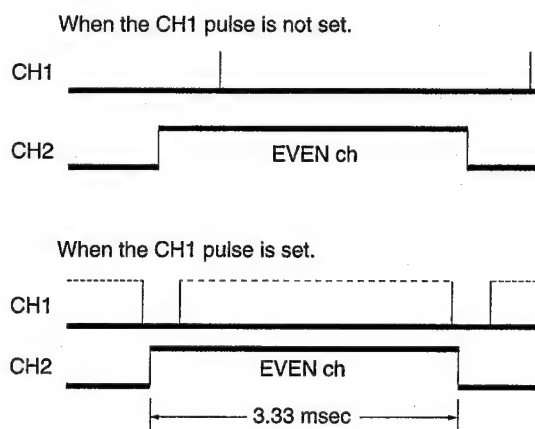 When the CH1 pulse is not set.
CH1
CH2
EVEN ch
When the CH1 pulse is set.
CH1
CH2
EVEN ch
3.33 msec